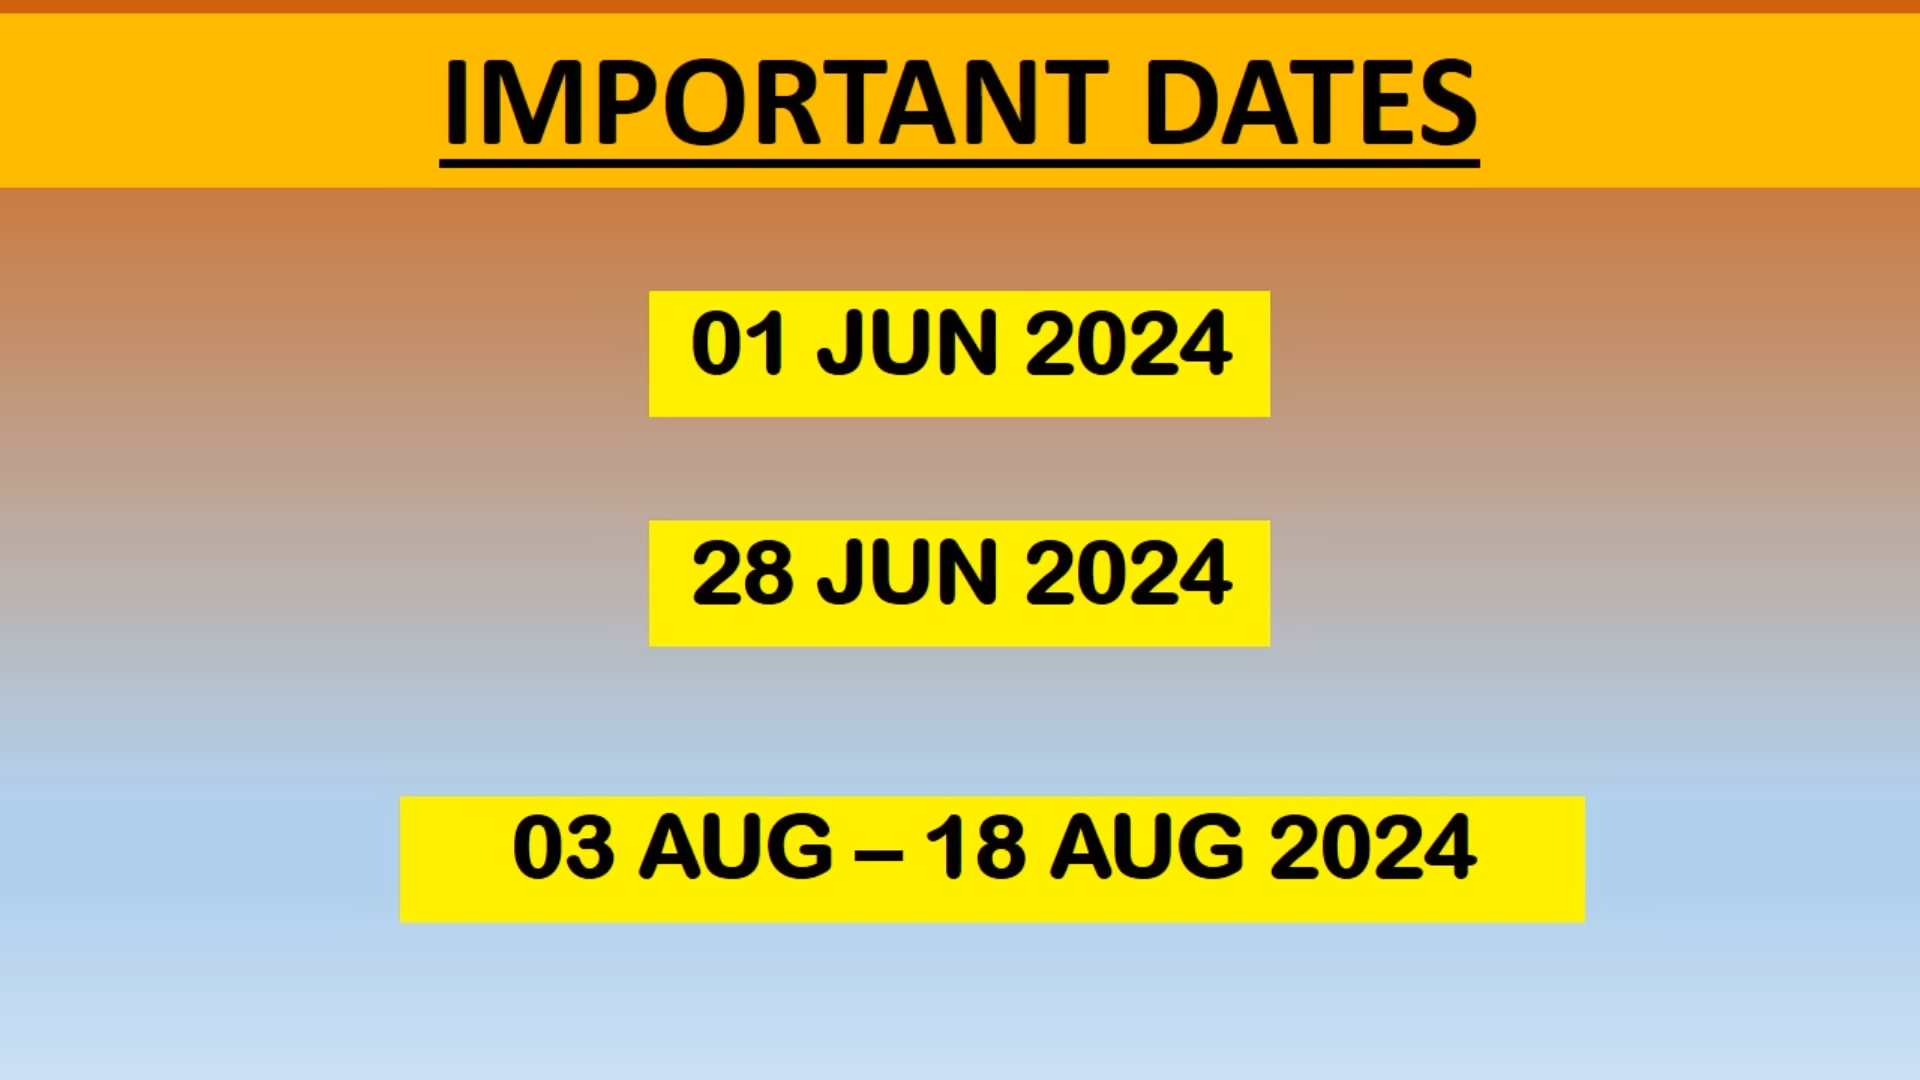 IMPORTANT DATES
01 JUN 2024
28 JUN 2024
03 AUG – 18 AUG 2024